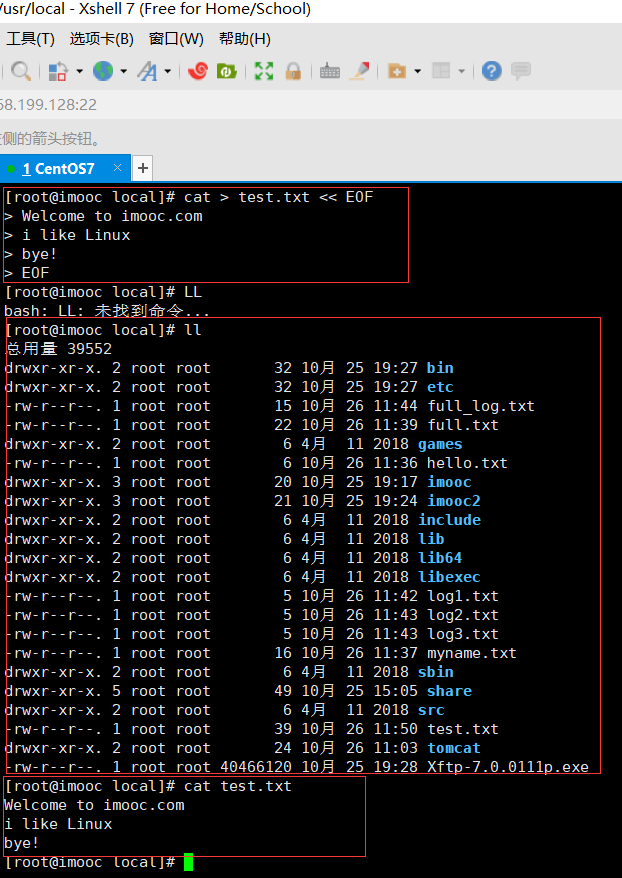 /usr/local - Xshell 7 (Free for Home/School)
工具(T) 选项卡(B) 窗口(W) 帮助(H)
68.199.128:22
左侧的箭头按钮。
1 CentOS7 × +
[root@imooc local]# cat > test.txt << EOF
> Welcome to imooc.com
> i like Linux
> bye!
> EOF
[root@imooc local]# LL
bash: LL: 未找到命令...
[root@imooc local]# ll
总用量 39552
drwxr-xr-x. 2 root root 32 10月 25 19:27 bin
drwxr-xr-x. 2 root root 32 10月 25 19:27 etc
-rw-r--r--. 1 root root 15 10月 26 11:44 full_log.txt
-rw-r--r--. 1 root root 22 10月 26 11:39 full.txt
drwxr-xr-x. 2 root root 6 4月 11 2018 games
-rw-r--r--. 1 root root 6 10月 26 11:36 hello.txt
drwxr-xr-x. 3 root root 20 10月 25 19:17 imooc
drwxr-xr-x. 3 root root 21 10月 25 19:24 imooc2
drwxr-xr-x. 2 root root 6 4月 11 2018 include
drwxr-xr-x. 2 root root 6 4月 11 2018 lib
drwxr-xr-x. 2 root root 6 4月 11 2018 lib64
drwxr-xr-x. 2 root root 6 4月 11 2018 libexec
-rw-r--r--. 1 root root 5 10月 26 11:42 log1.txt
-rw-r--r--. 1 root root 5 10月 26 11:43 log2.txt
-rw-r--r--. 1 root root 5 10月 26 11:43 log3.txt
-rw-r--r--. 1 root root 16 10月 26 11:37 myname.txt
drwxr-xr-x. 2 root root 6 4月 11 2018 sbin
drwxr-xr-x. 5 root root 49 10月 25 15:05 share
drwxr-xr-x. 2 root root 6 4月 11 2018 src
-rw-r--r--. 1 root root 39 10月 26 11:50 test.txt
drwxr-xr-x. 2 root root 24 10月 26 11:03 tomcat
-rw-r--r--. 1 root root 40466120 10月 25 19:28 Xftp-7.0.0111p.exe
[root@imooc local]# cat test.txt
Welcome to imooc.com
i like Linux
bye!
[root@imooc local]#